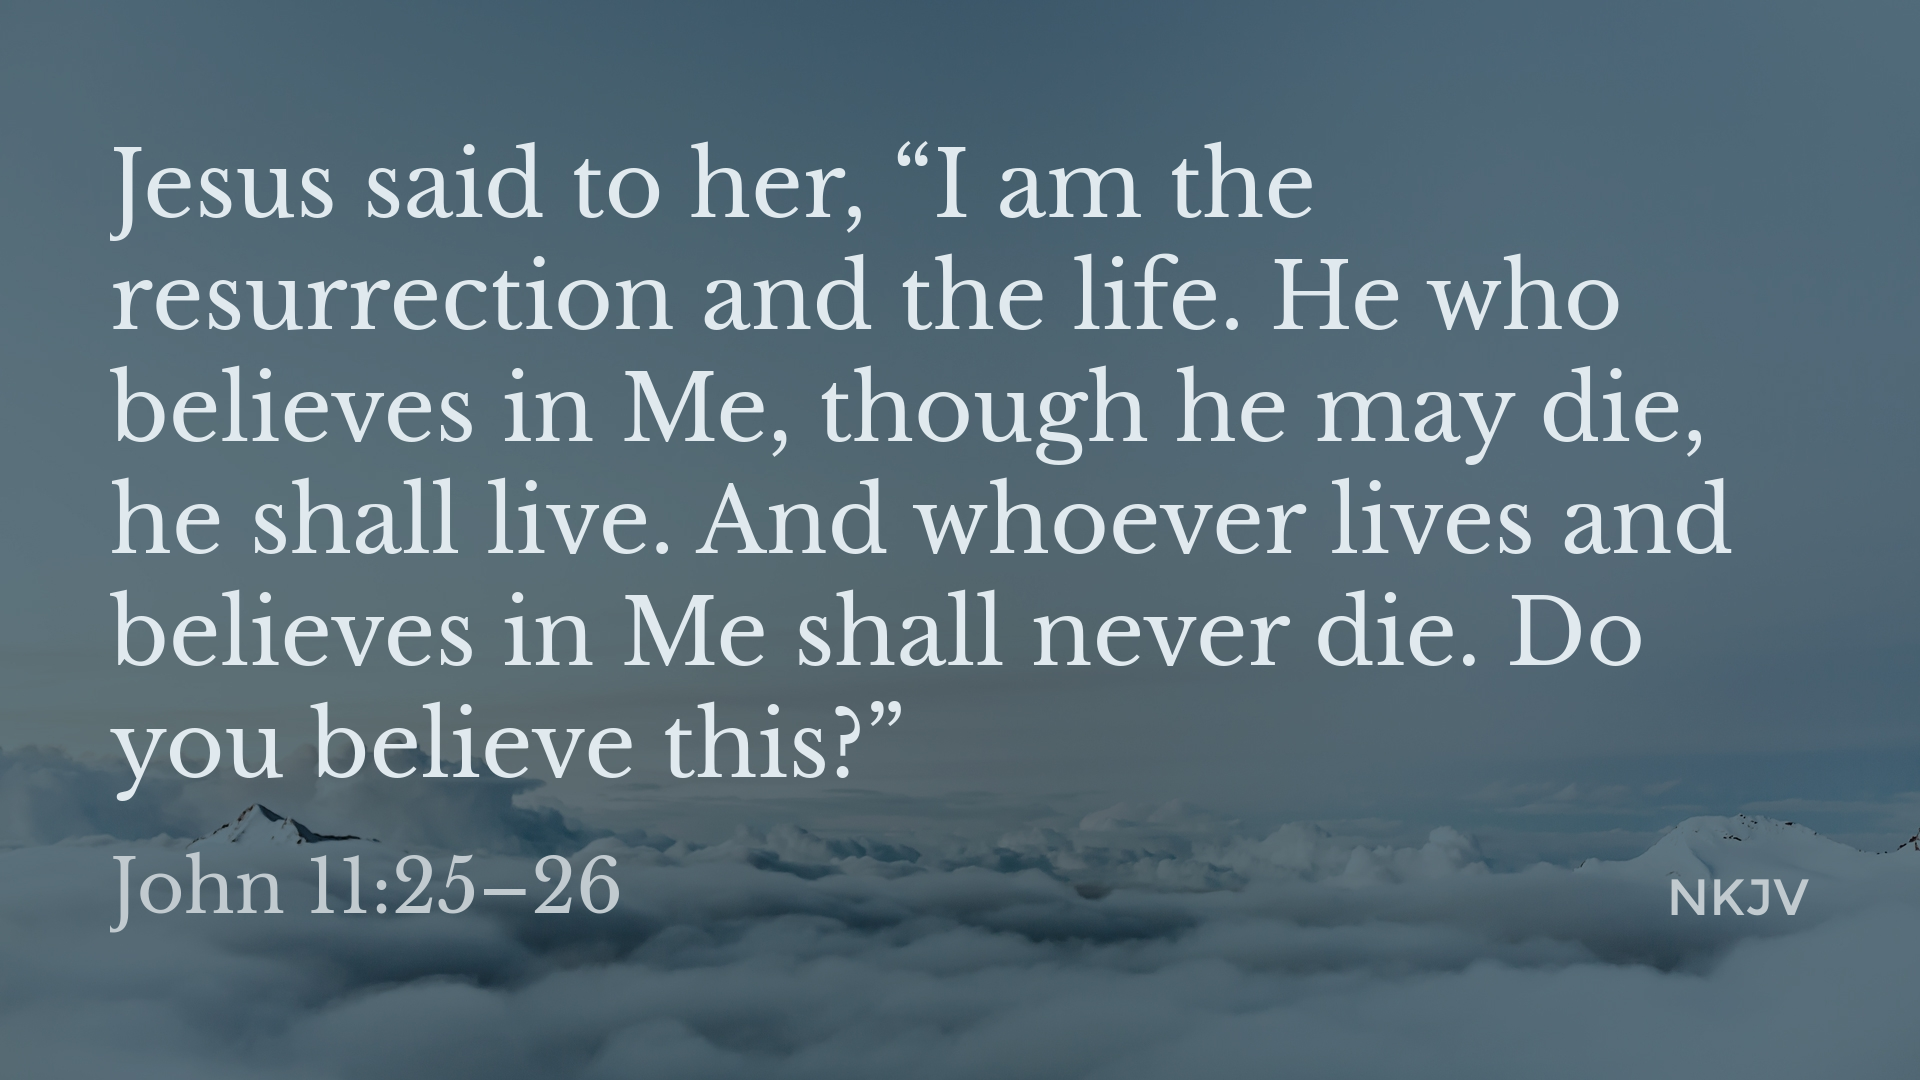 Jesus said to her, “I am the
resurrection and the life. He who
believes in Me, though he may die,
he shall live. And whoever lives and
believes in Me shall never die. Do
you believe this?”
John 11:25–26
NKJV